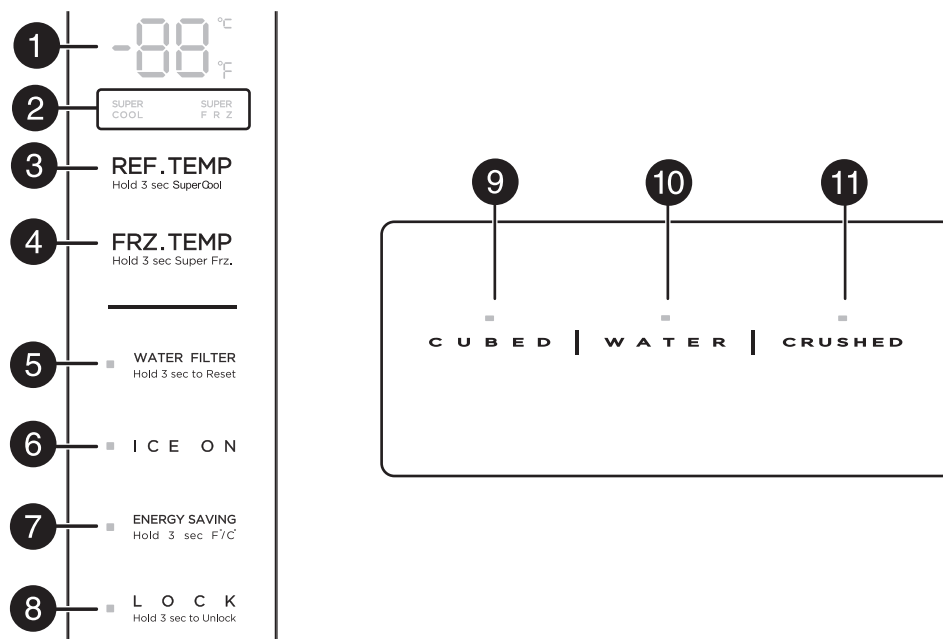 1
-88 °C
°F
2
SUPER COOL
SUPER F R Z
3
REF.TEMP
Hold 3 sec SuperCool
4
FRZ.TEMP
Hold 3 sec Super Frz.
5
WATER FILTER
Hold 3 sec to Reset
6
ICE ON
7
ENERGY SAVING
Hold 3 sec F°/C°
8
LOCK
Hold 3 sec to Unlock
9 10 11
CUBED | WATER | CRUSHED